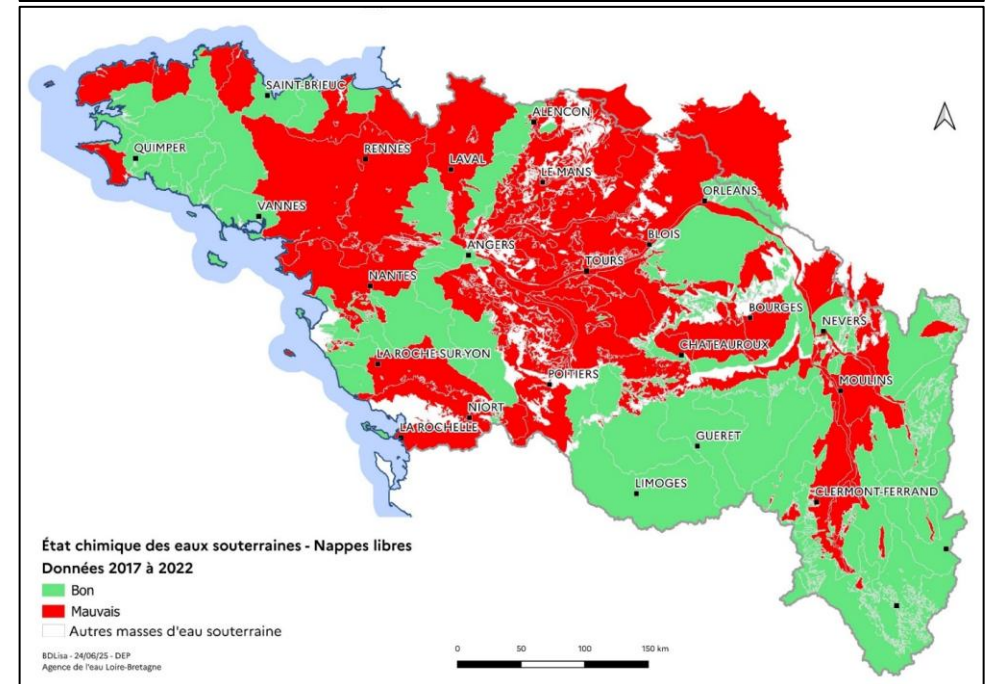 SAINT-BRIEUC
ALENCON
QUIMPER
RENNES
LAVAL
LE-MANS
VANNES
ORLEANS
BLOIS
ANGERS
TOURS
NANTES
BOURGES
NEVERS
CHATEAUROUX
LA-ROCHE-SUR-YON
POITIERS
MOULINS
NIORT
LA ROCHELLE
GUERET
LIMOGES
CLERMONT-FERRAND
État chimique des eaux souterraines - Nappes libres
Données 2017 à 2022
Bon
Mauvais
Autres masses d'eau souterraine
BDLisa - 24/06/25 - DEP
Agence de l'eau Loire-Bretagne
0 50 100 150 km